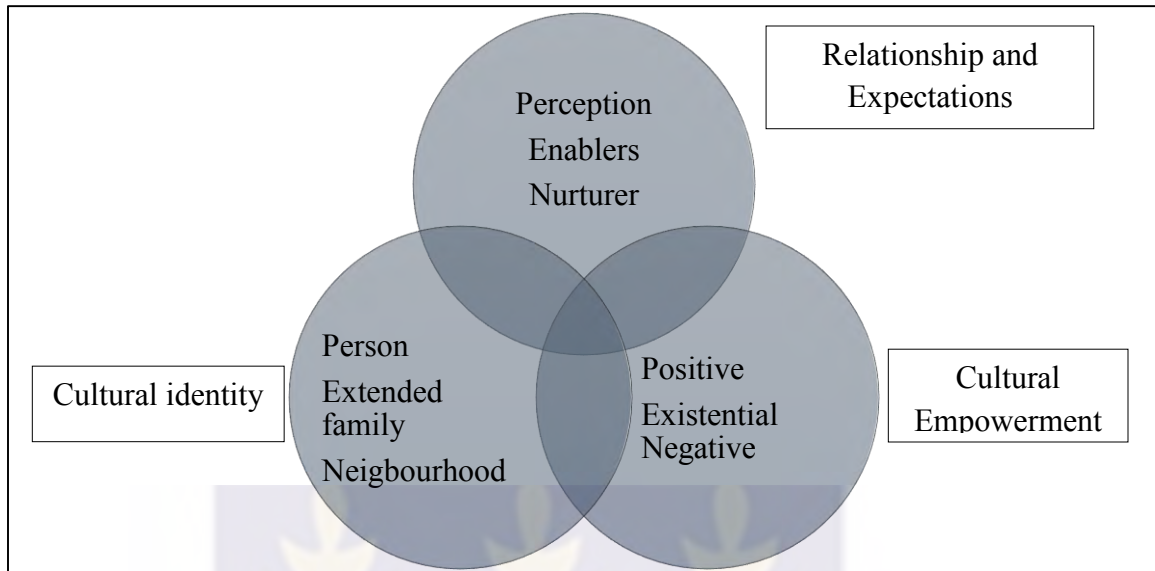 Relationship and
Expectations
Perception
Enablers
Nurturer
Cultural identity
Person
Extended
family
Neigbourhood
Positive
Existential
Negative
Cultural
Empowerment